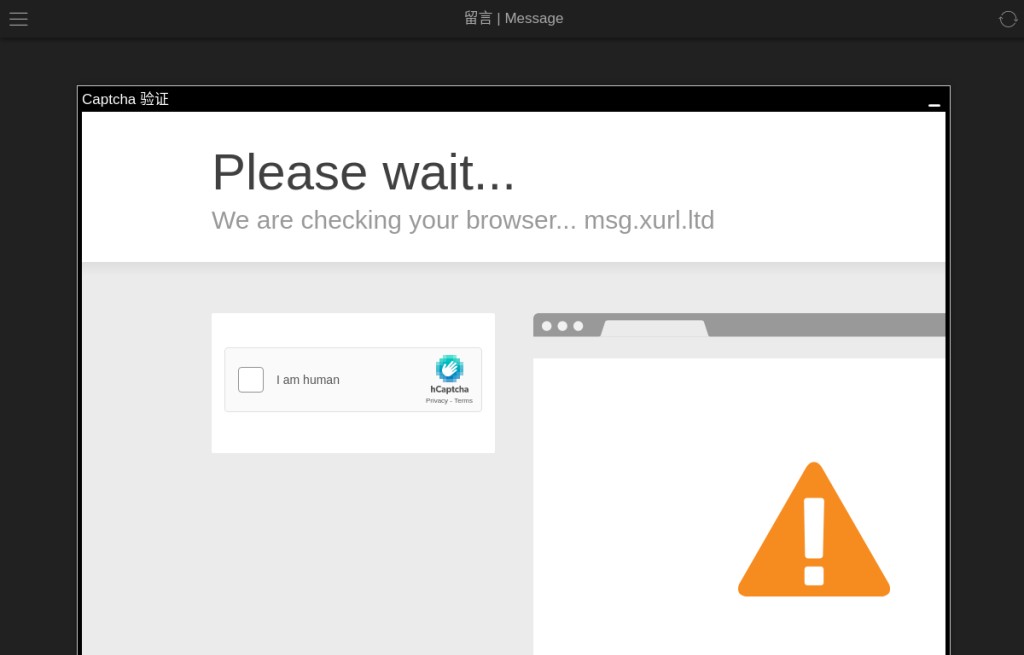 留言 | Message
Captcha 验证
Please wait...
We are checking your browser... msg.xurl.ltd
I am human
hCaptcha
Privacy - Terms